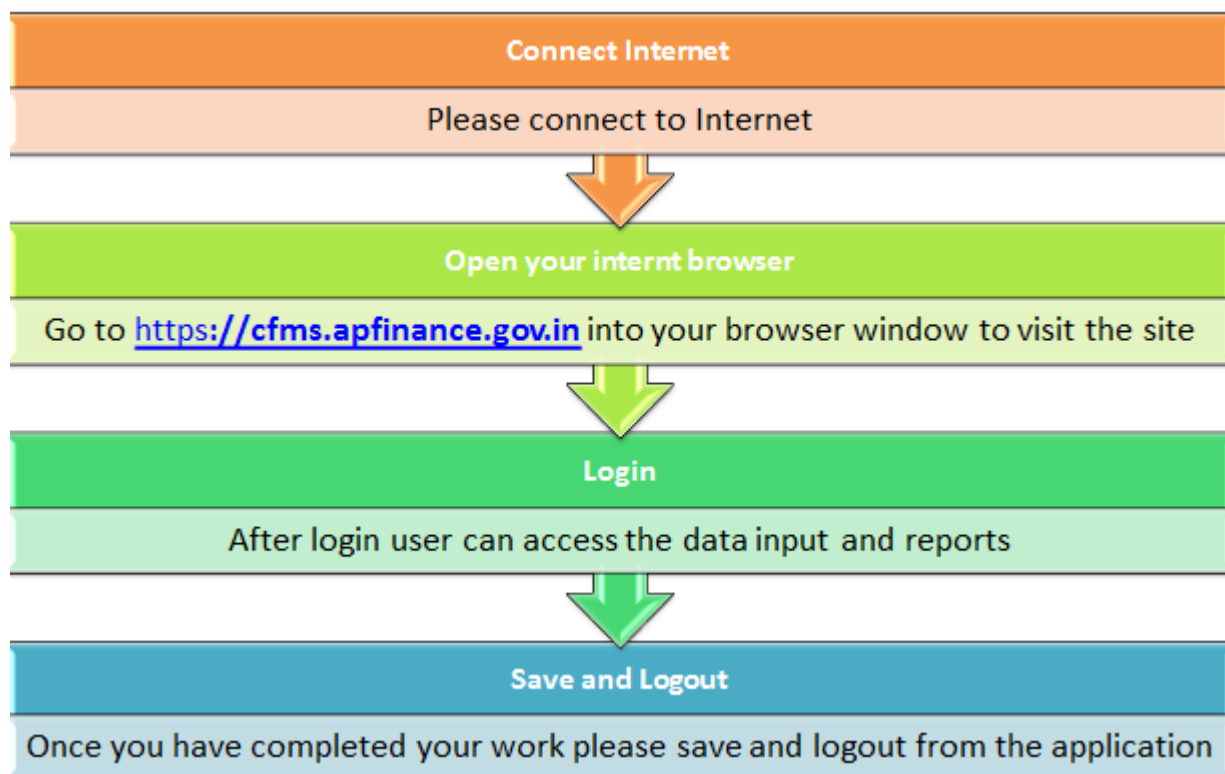 Connect Internet
Please connect to Internet
Open your internt browser
Go to https://cfms.apfinance.gov.in into your browser window to visit the site
Login
After login user can access the data input and reports
Save and Logout
Once you have completed your work please save and logout from the application